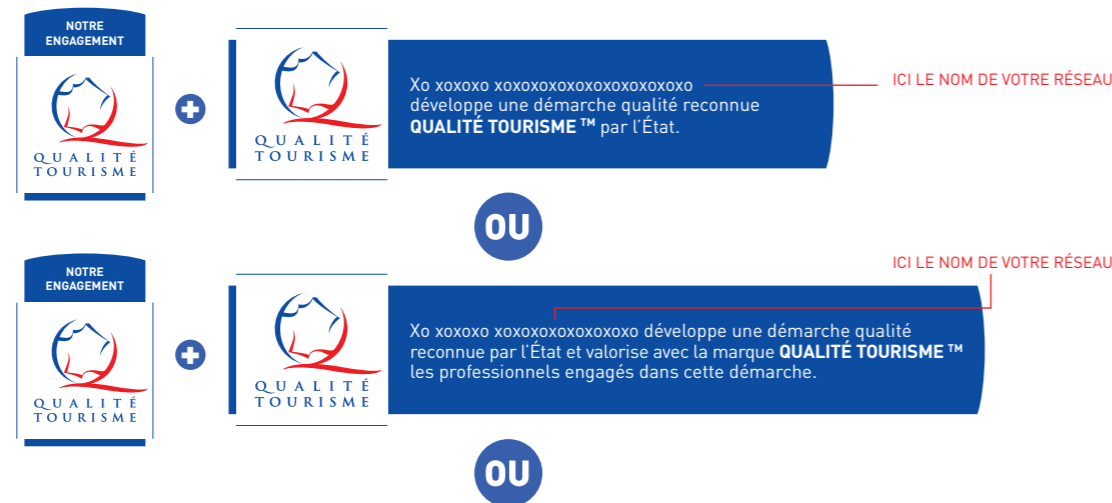 NOTRE
ENGAGEMENT
QUALITÉ
TOURISME
+
QUALITÉ
TOURISME
Xo xoxoxo xoxoxoxoxoxoxoxoxoxoxo
développe une démarche qualité reconnue
QUALITÉ TOURISME ™ par l'État.
ICI LE NOM DE VOTRE RÉSEAU
OU
NOTRE
ENGAGEMENT
QUALITÉ
TOURISME
+
QUALITÉ
TOURISME
ICI LE NOM DE VOTRE RÉSEAU
Xo xoxoxo xoxoxoxoxoxoxoxo développe une démarche qualité
reconnue par l'État et valorise avec la marque QUALITÉ TOURISME ™
les professionnels engagés dans cette démarche.
OU